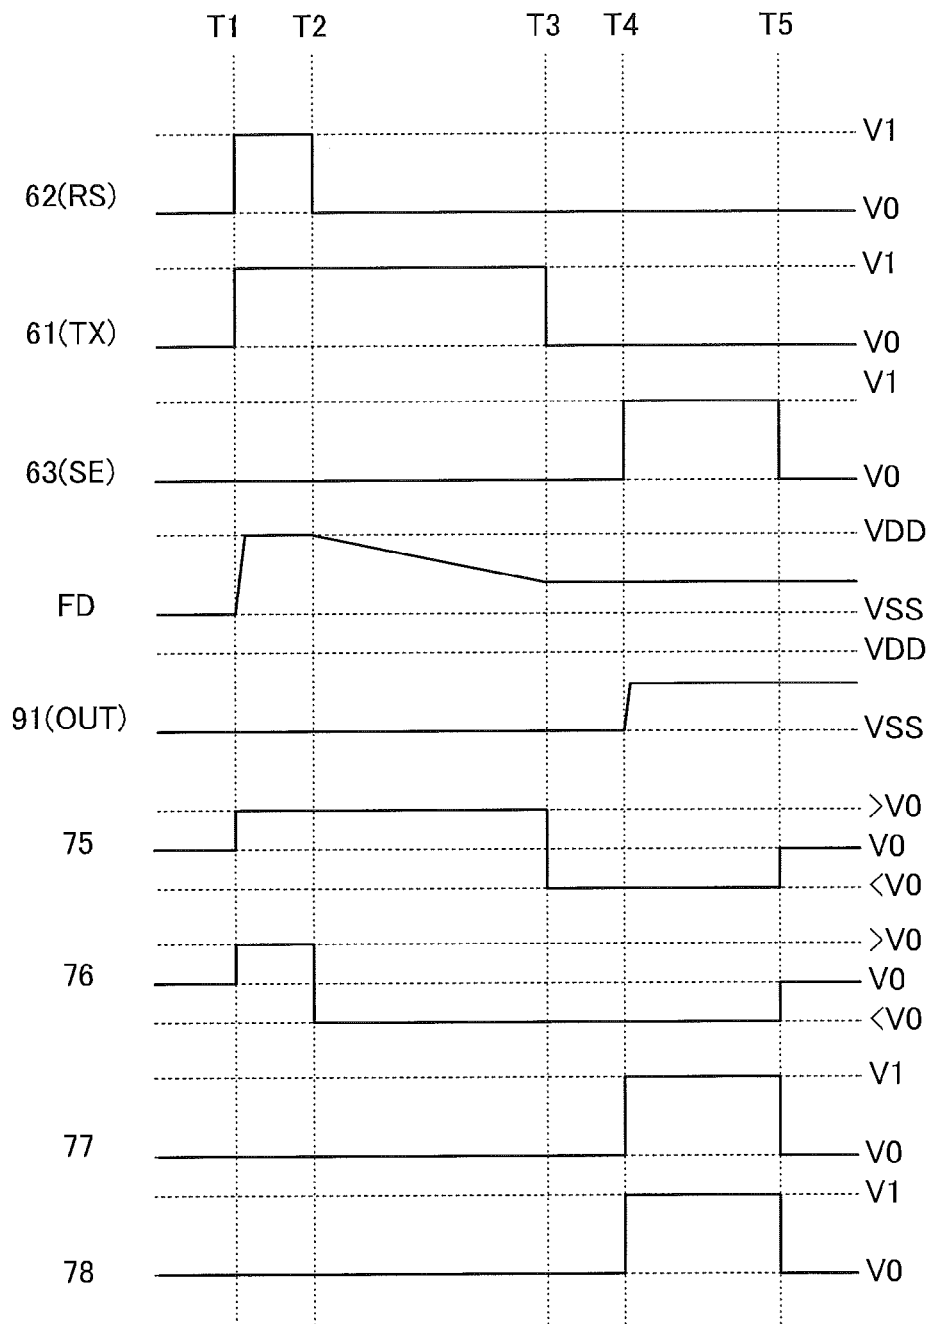 T1 T2 T3 T4 T5
V1
62(RS)
V0
V1
61(TX)
V0
V1
63(SE)
V0
VDD
FD
VSS
VDD
91(OUT)
VSS
>V0
75
V0
<V0
>V0
76
V0
<V0
V1
77
V0
V1
78
V0